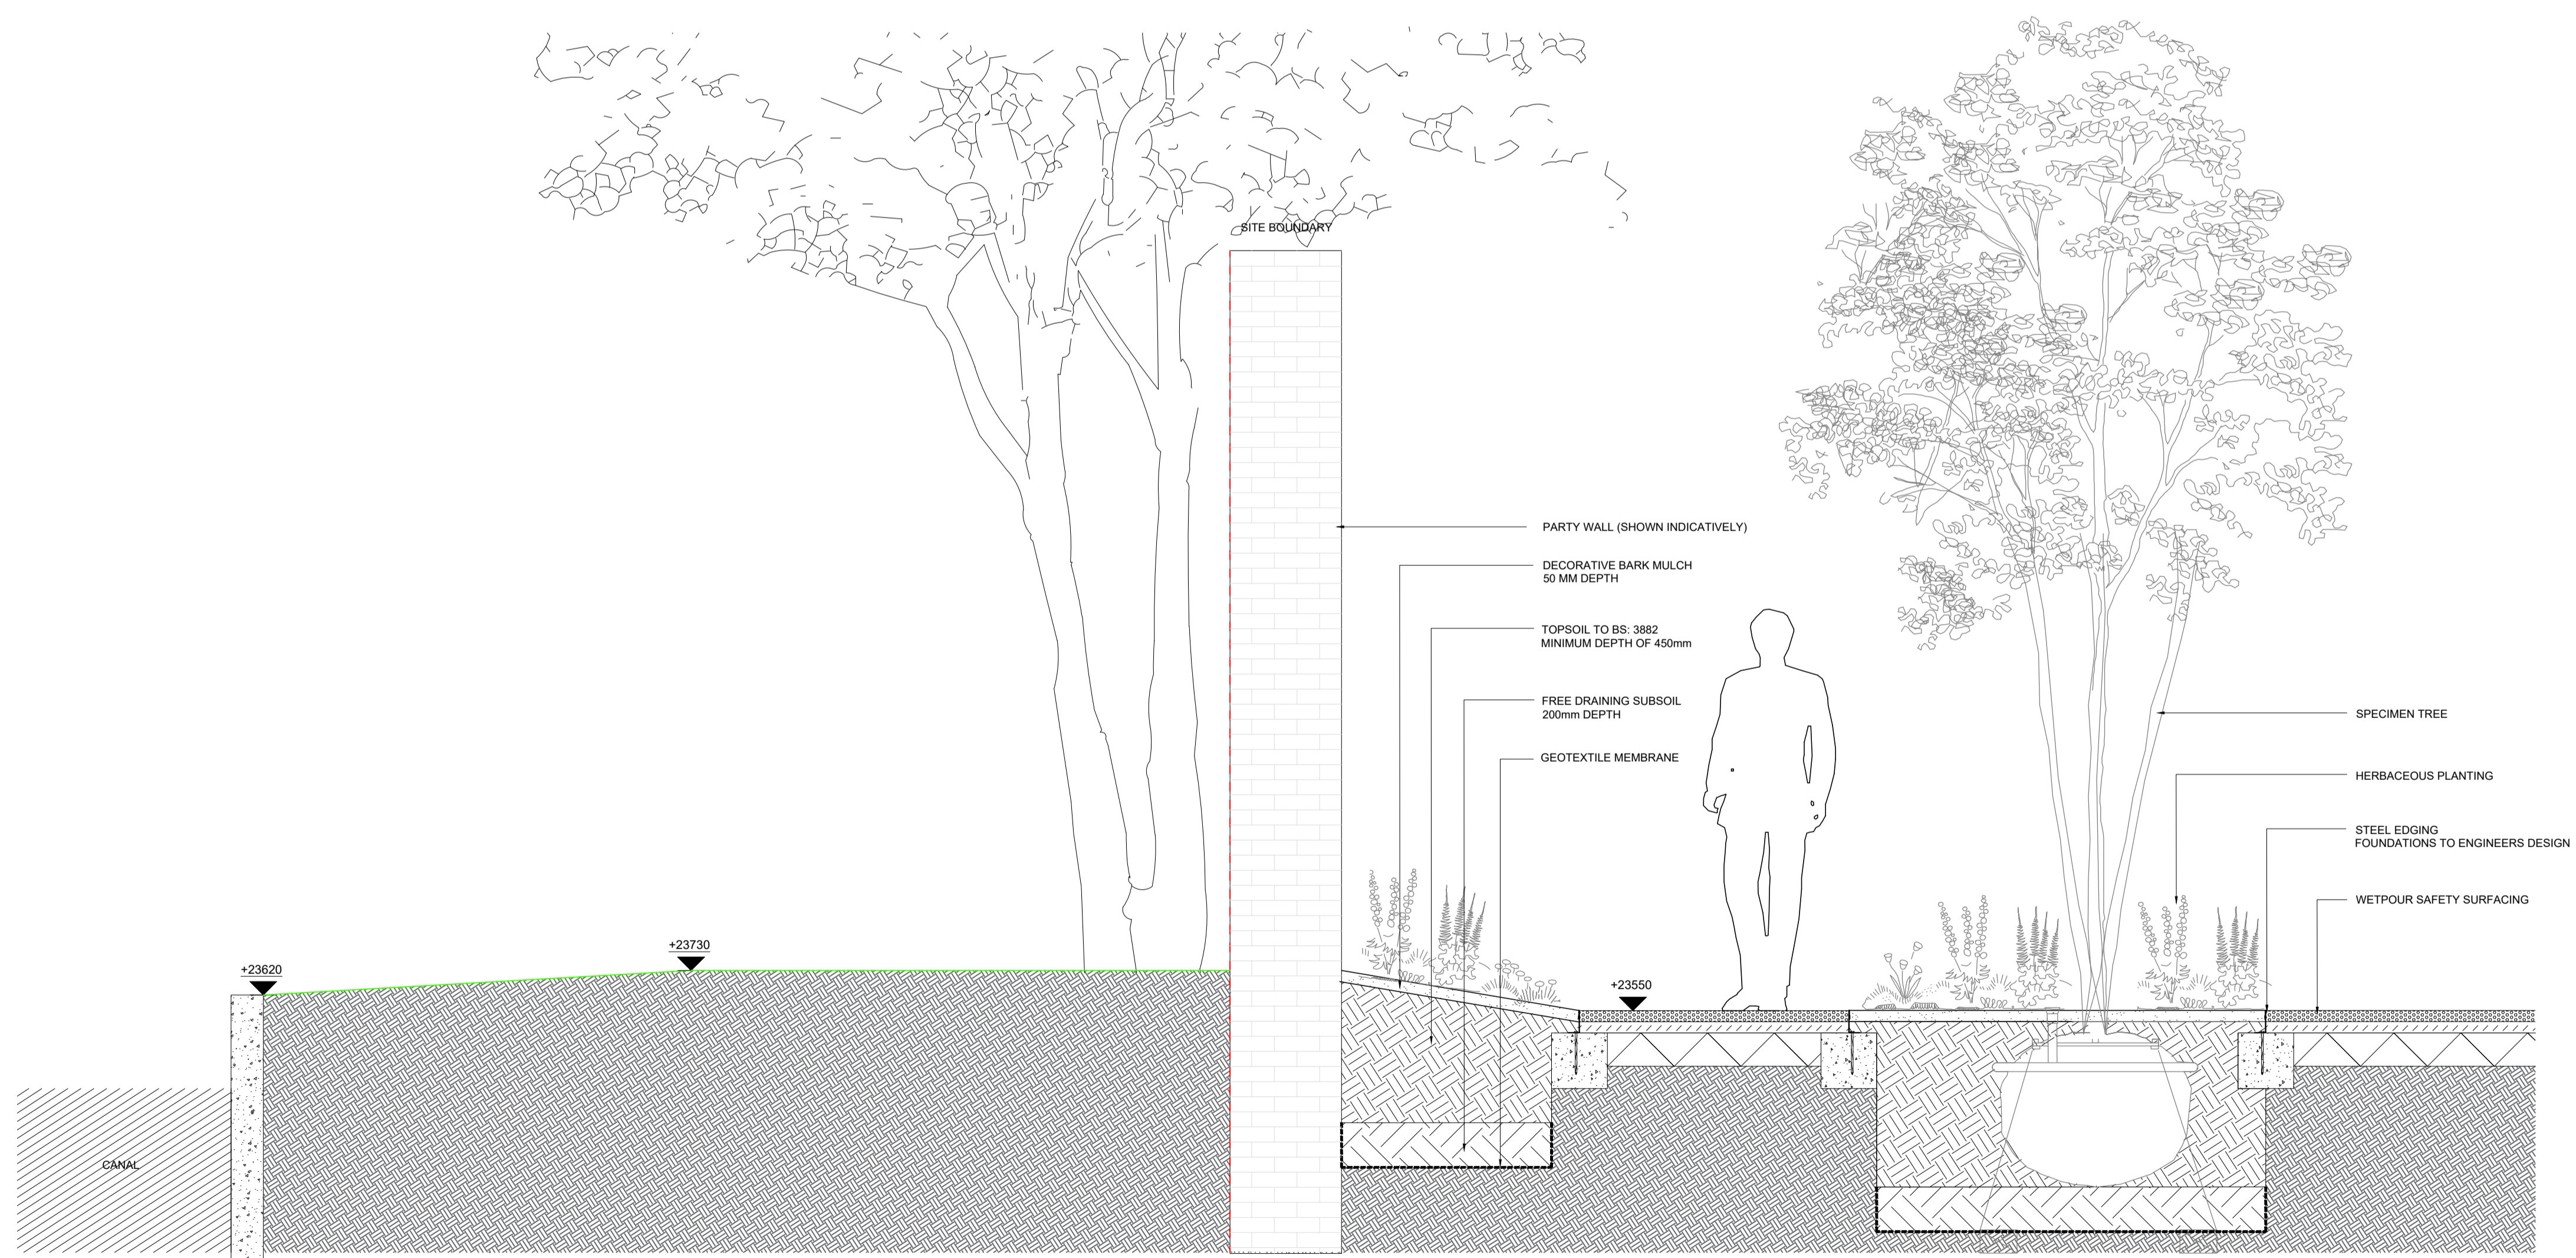 SITE BOUNDARY
PARTY WALL (SHOWN INDICATIVELY)
DECORATIVE BARK MULCH
50 MM DEPTH
TOPSOIL TO BS: 3882
MINIMUM DEPTH OF 450mm
FREE DRAINING SUBSOIL
200mm DEPTH
GEOTEXTILE MEMBRANE
SPECIMEN TREE
HERBACEOUS PLANTING
STEEL EDGING
FOUNDATIONS TO ENGINEERS DESIGN
WETPOUR SAFETY SURFACING
+23620
+23730
+23550
CANAL